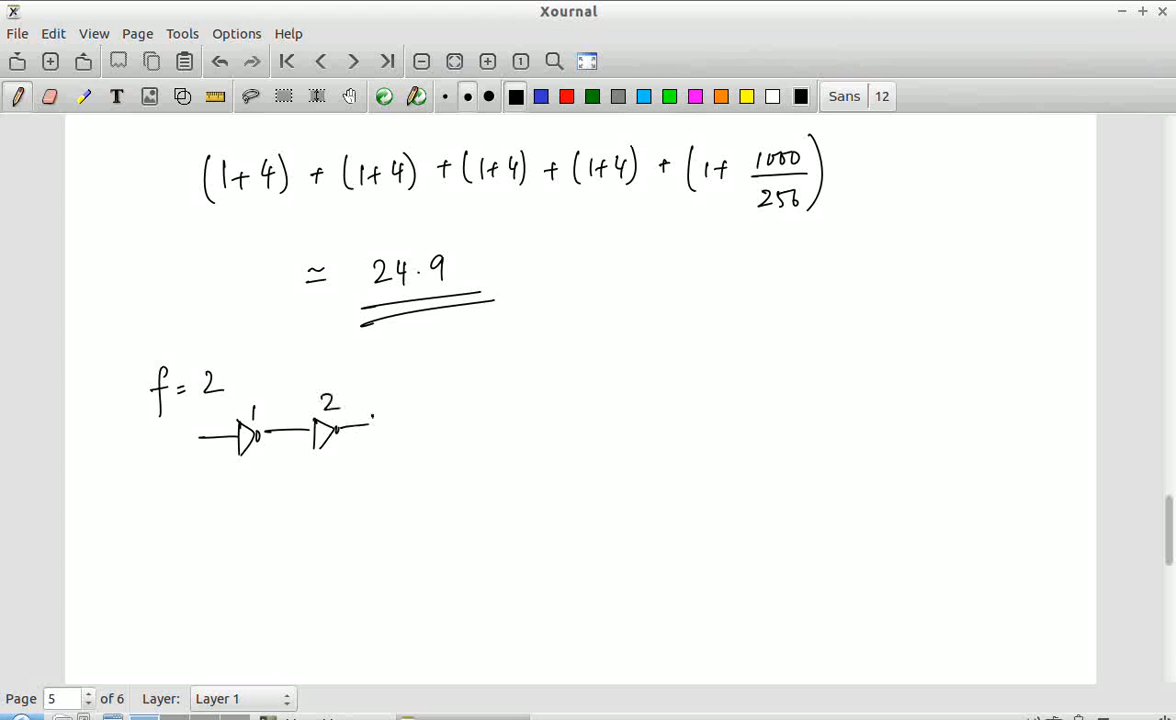 Xournal
File Edit View Page Tools Options Help
Sans 12
(1+4) + (1+4) + (1+4) + (1+4) + (1+ 1000/256)
≃ 24.9
f = 2
1 2
Page 5 of 6 Layer: Layer 1